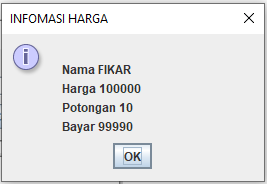 INFOMASI HARGA
Nama FIKAR
Harga 100000
Potongan 10
Bayar 99990
OK